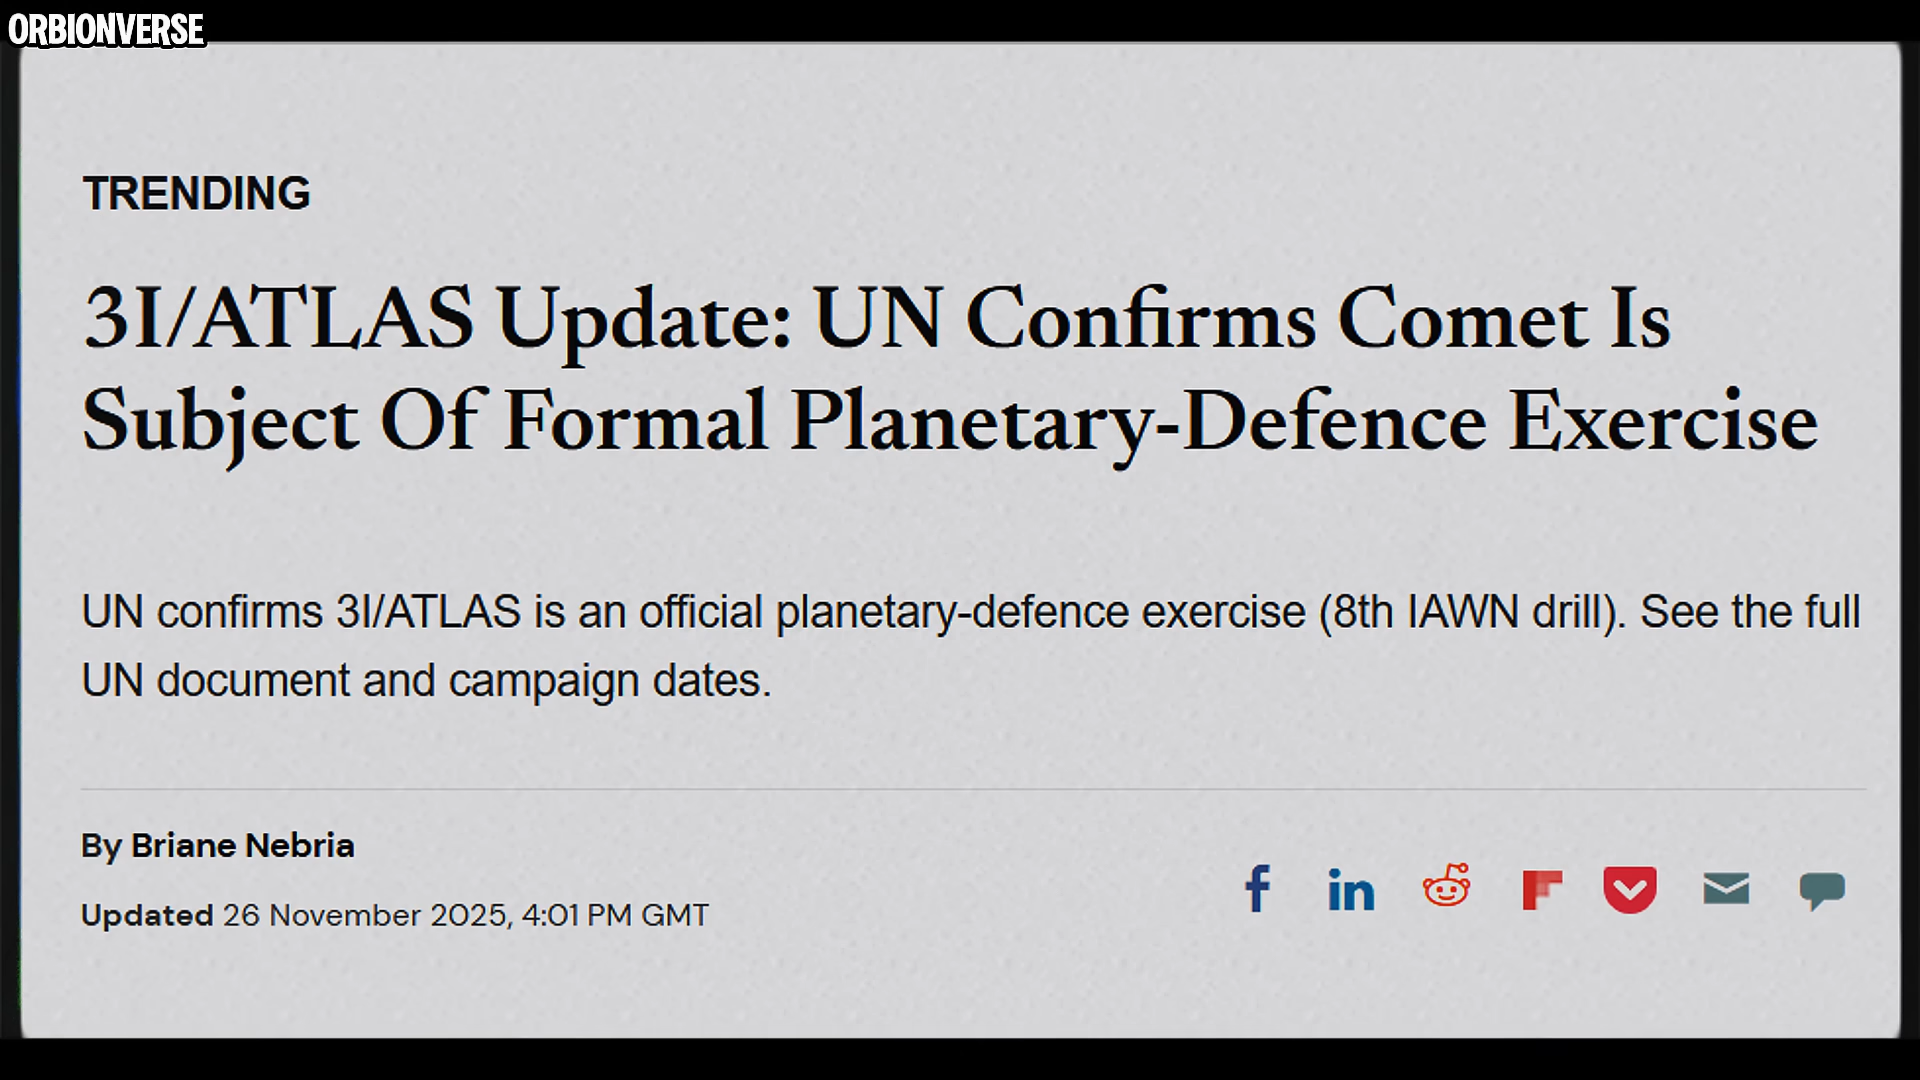 ORBIONVERSE
TRENDING
3I/ATLAS Update: UN Confirms Comet Is
Subject Of Formal Planetary-Defence Exercise
UN confirms 3I/ATLAS is an official planetary-defence exercise (8th IAWN drill). See the full
UN document and campaign dates.
By Briane Nebria
Updated 26 November 2025, 4:01 PM GMT